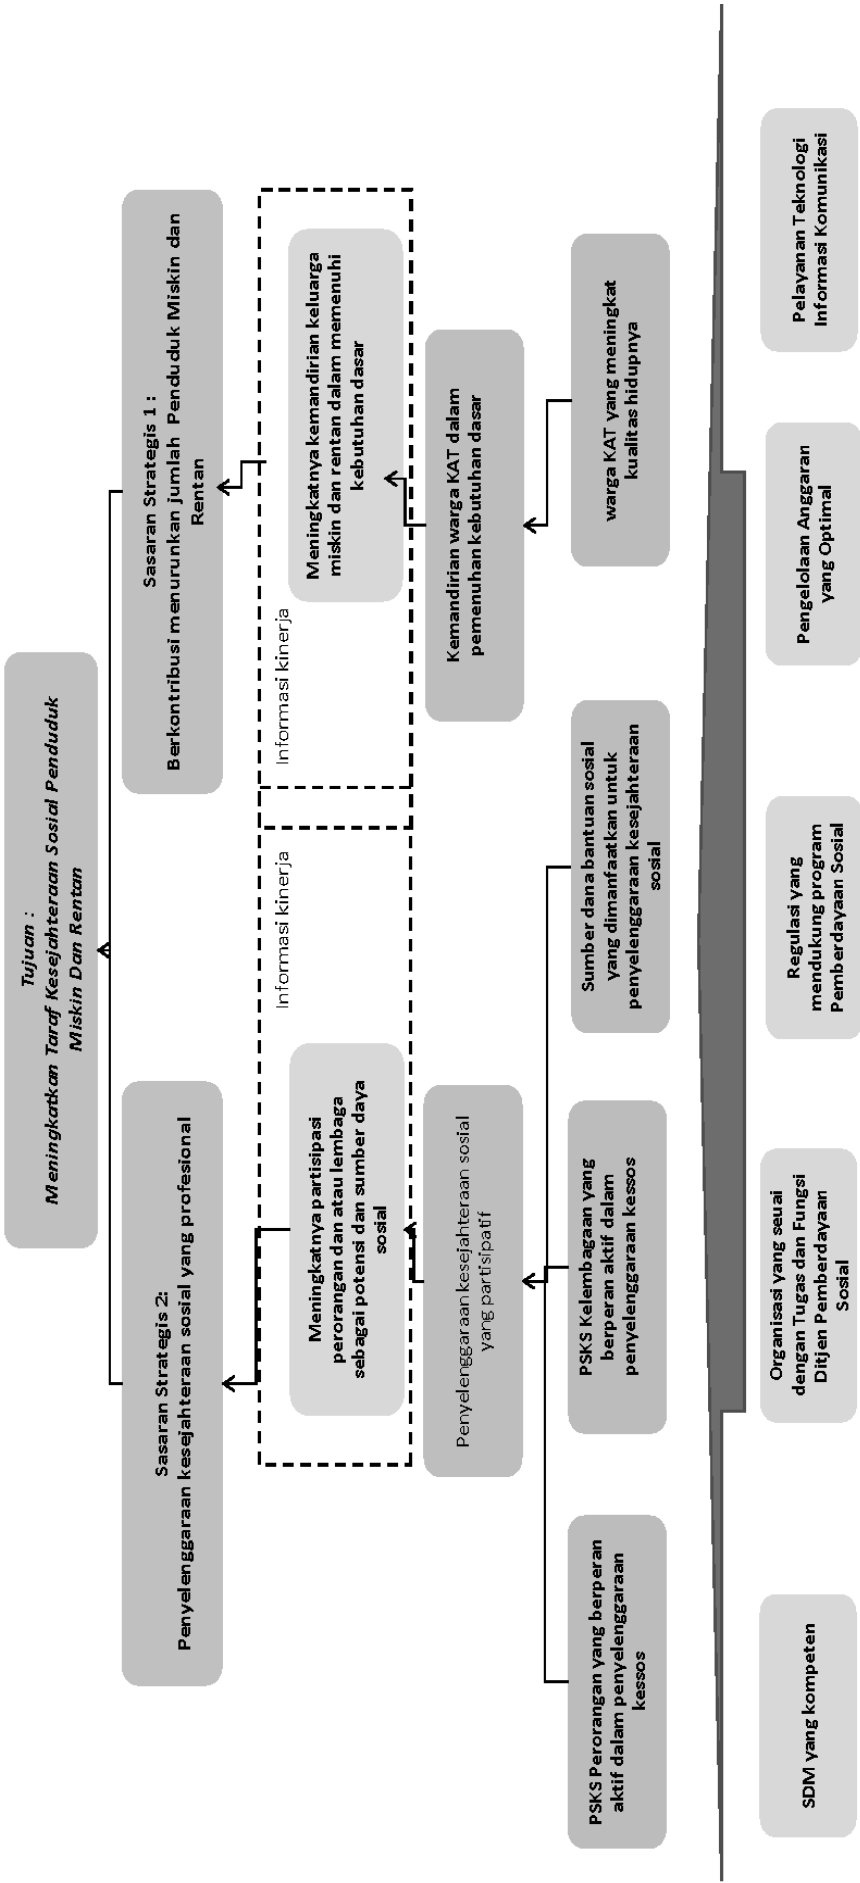 Tujuan :
Meningkatkan Taraf Kesejahteraan Sosial Penduduk
Miskin Dan Rentan
Sasaran Strategis 2:
Penyelenggaraan kesejahteraan sosial yang profesional
Sasaran Strategis 1 :
Berkontribusi menurunkan jumlah Penduduk Miskin dan
Rentan
Informasi kinerja
Meningkatnya partisipasi
perorangan dan atau lembaga
sebagai potensi dan sumber daya
sosial
Informasi kinerja
Meningkatnya kemandirian keluarga
miskin dan rentan dalam memenuhi
kebutuhan dasar
Penyelenggaraan kesejahteraan sosial
yang partisipatif
Kemandirian warga KAT dalam
pemenuhan kebutuhan dasar
PSKS Perorangan yang berperan
aktif dalam penyelenggaraan
kessos
PSKS Kelembagaan yang
berperan aktif dalam
penyelenggaraan kessos
Sumber dana bantuan sosial
yang dimanfaatkan untuk
penyelenggaraan kesejahteraan
sosial
warga KAT yang meningkat
kualitas hidupnya
SDM yang kompeten
Organisasi yang seuai
dengan Tugas dan Fungsi
Ditjen Pemberdayaan
Sosial
Regulasi yang
mendukung program
Pemberdayaan Sosial
Pengelolaan Anggaran
yang Optimal
Pelayanan Teknologi
Informasi Komunikasi